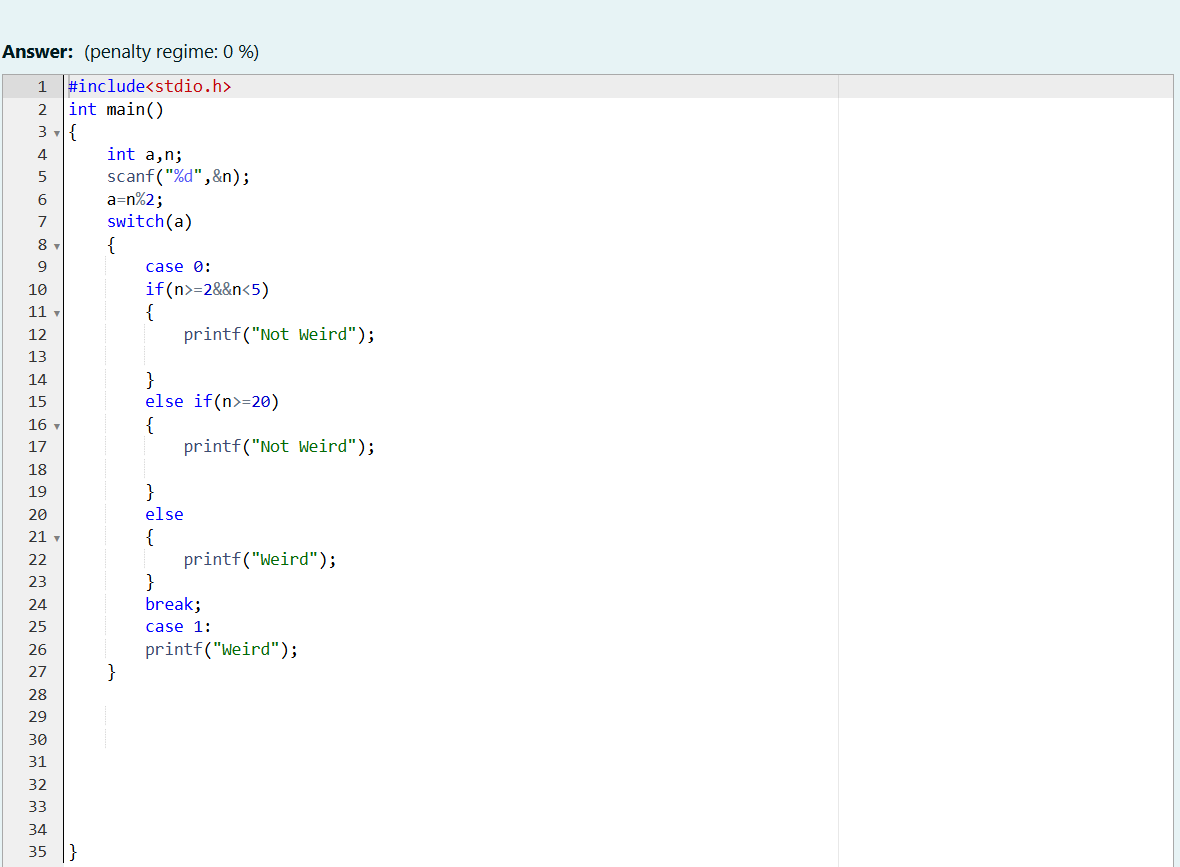 Answer: (penalty regime: 0 %)
1 #include<stdio.h>
2 int main()
3 {
4     int a,n;
5     scanf("%d",&n);
6     a=n%2;
7     switch(a)
8     {
9         case 0:
10         if(n>=2&&n<5)
11         {
12             printf("Not Weird");
13
14         }
15         else if(n>=20)
16         {
17             printf("Not Weird");
18
19         }
20         else
21         {
22             printf("Weird");
23         }
24         break;
25         case 1:
26         printf("Weird");
27     }
28
29
30
31
32
33
34
35 }